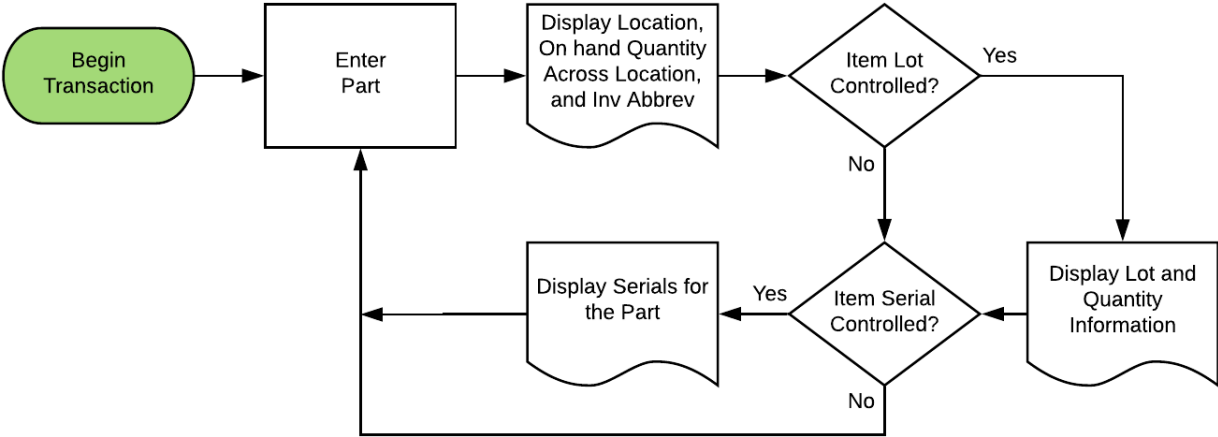 Begin
Transaction
Enter
Part
Display Location,
On hand Quantity
Across Location,
and Inv Abbrev
Item Lot
Controlled?
Yes
No
Display Lot and
Quantity
Information
Item Serial
Controlled?
Yes
Display Serials for
the Part
No